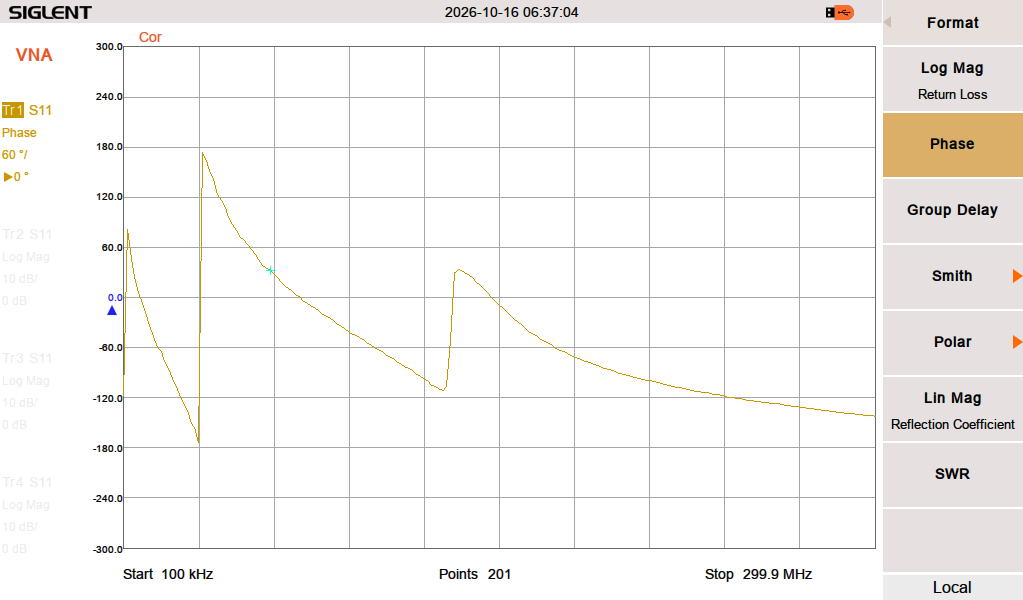 SIGLENT
2026-10-16 06:37:04
VNA
Cor
Tr1 S11
Phase
60 °/
▶0 °
Tr2 S11
Log Mag
10 dB/
0 dB
Tr3 S11
Log Mag
10 dB/
0 dB
Tr4 S11
Log Mag
10 dB/
0 dB
300.0
240.0
180.0
120.0
60.0
0.0
-60.0
-120.0
-180.0
-240.0
-300.0
Start 100 kHz
Points 201
Stop 299.9 MHz
Format
Log Mag
Return Loss
Phase
Group Delay
Smith
Polar
Lin Mag
Reflection Coefficient
SWR
Local